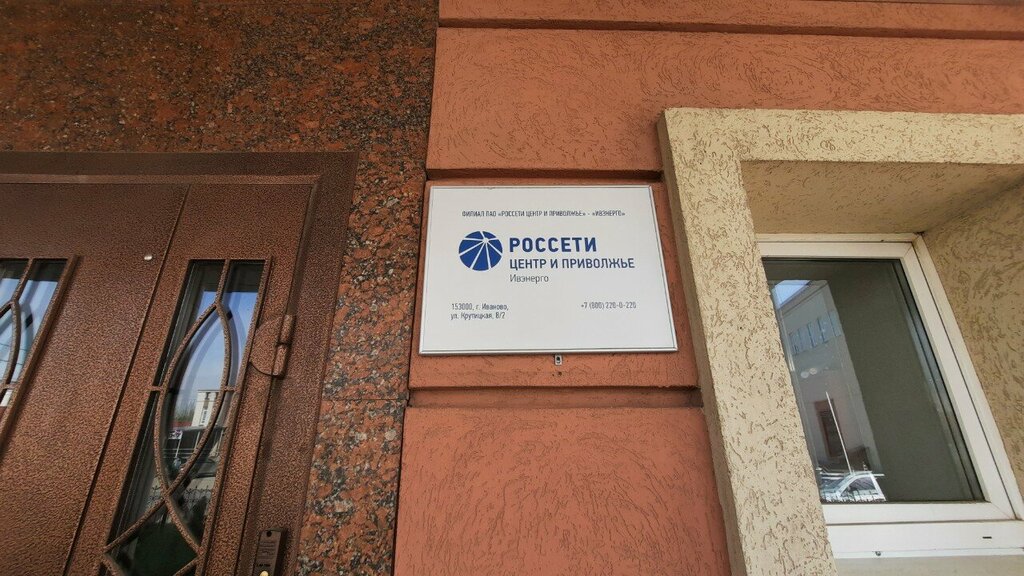 ФИЛИАЛ ПАО «РОССЕТИ ЦЕНТР И ПРИВОЛЖЬЕ» - «ИВЭНЕРГО»
РОССЕТИ
ЦЕНТР И ПРИВОЛЖЬЕ
Ивэнерго
153000, г. Иваново,
ул. Крутицкая, 8/2
+7 (800) 220-0-220